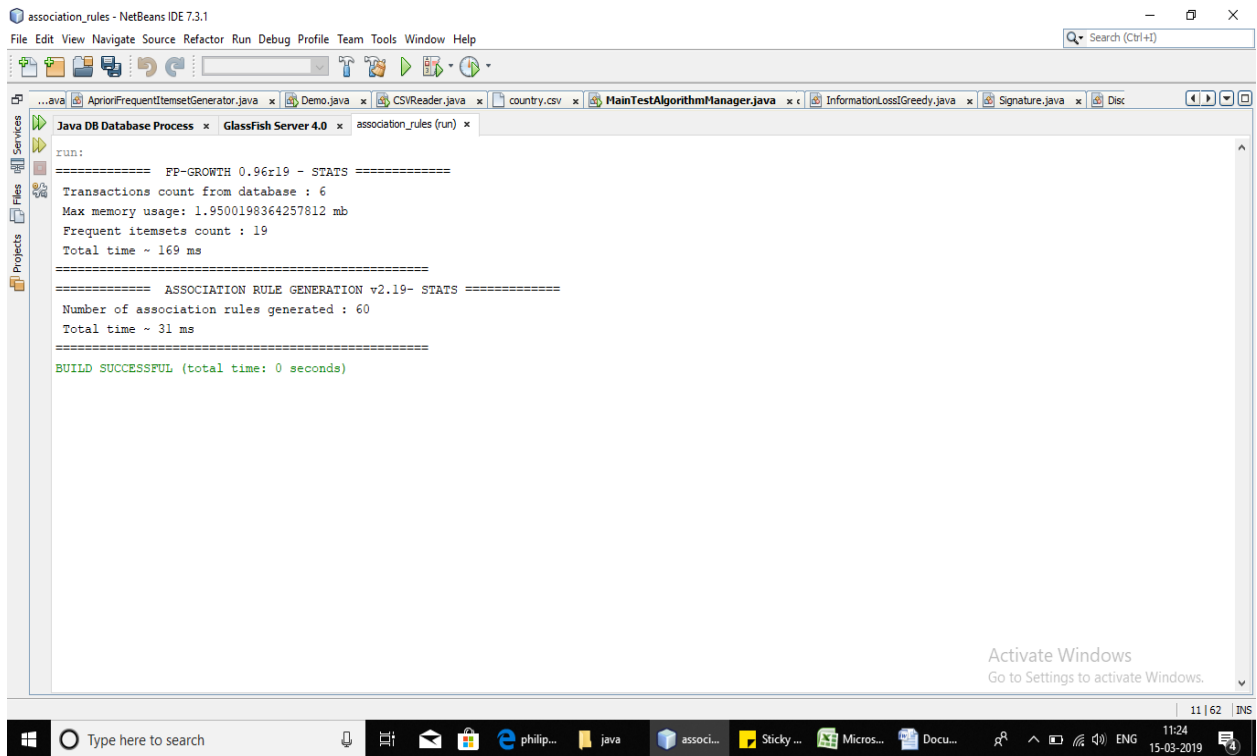 association_rules - NetBeans IDE 7.3.1
File Edit View Navigate Source Refactor Run Debug Profile Team Tools Window Help
Search (Ctrl+I)
...ava AprioriFrequentItemsetGenerator.java x Demo.java x CSVReader.java x country.csv x MainTestAlgorithmManager.java x InformationLossIGreedy.java x Signature.java x Disc
Java DB Database Process x GlassFish Server 4.0 x association_rules (run) x
Services
Files
Projects
run:
============= FP-GROWTH 0.96r19 - STATS =============
Transactions count from database : 6
Max memory usage: 1.9500198364257812 mb
Frequent itemsets count : 19
Total time ~ 169 ms
===================================================
============= ASSOCIATION RULE GENERATION v2.19- STATS =============
Number of association rules generated : 60
Total time ~ 31 ms
===================================================
BUILD SUCCESSFUL (total time: 0 seconds)
Activate Windows
Go to Settings to activate Windows.
11 | 62 INS
Type here to search
philip...
java
associ...
Sticky ...
Micros...
Docu...
ENG
11:24
15-03-2019
4